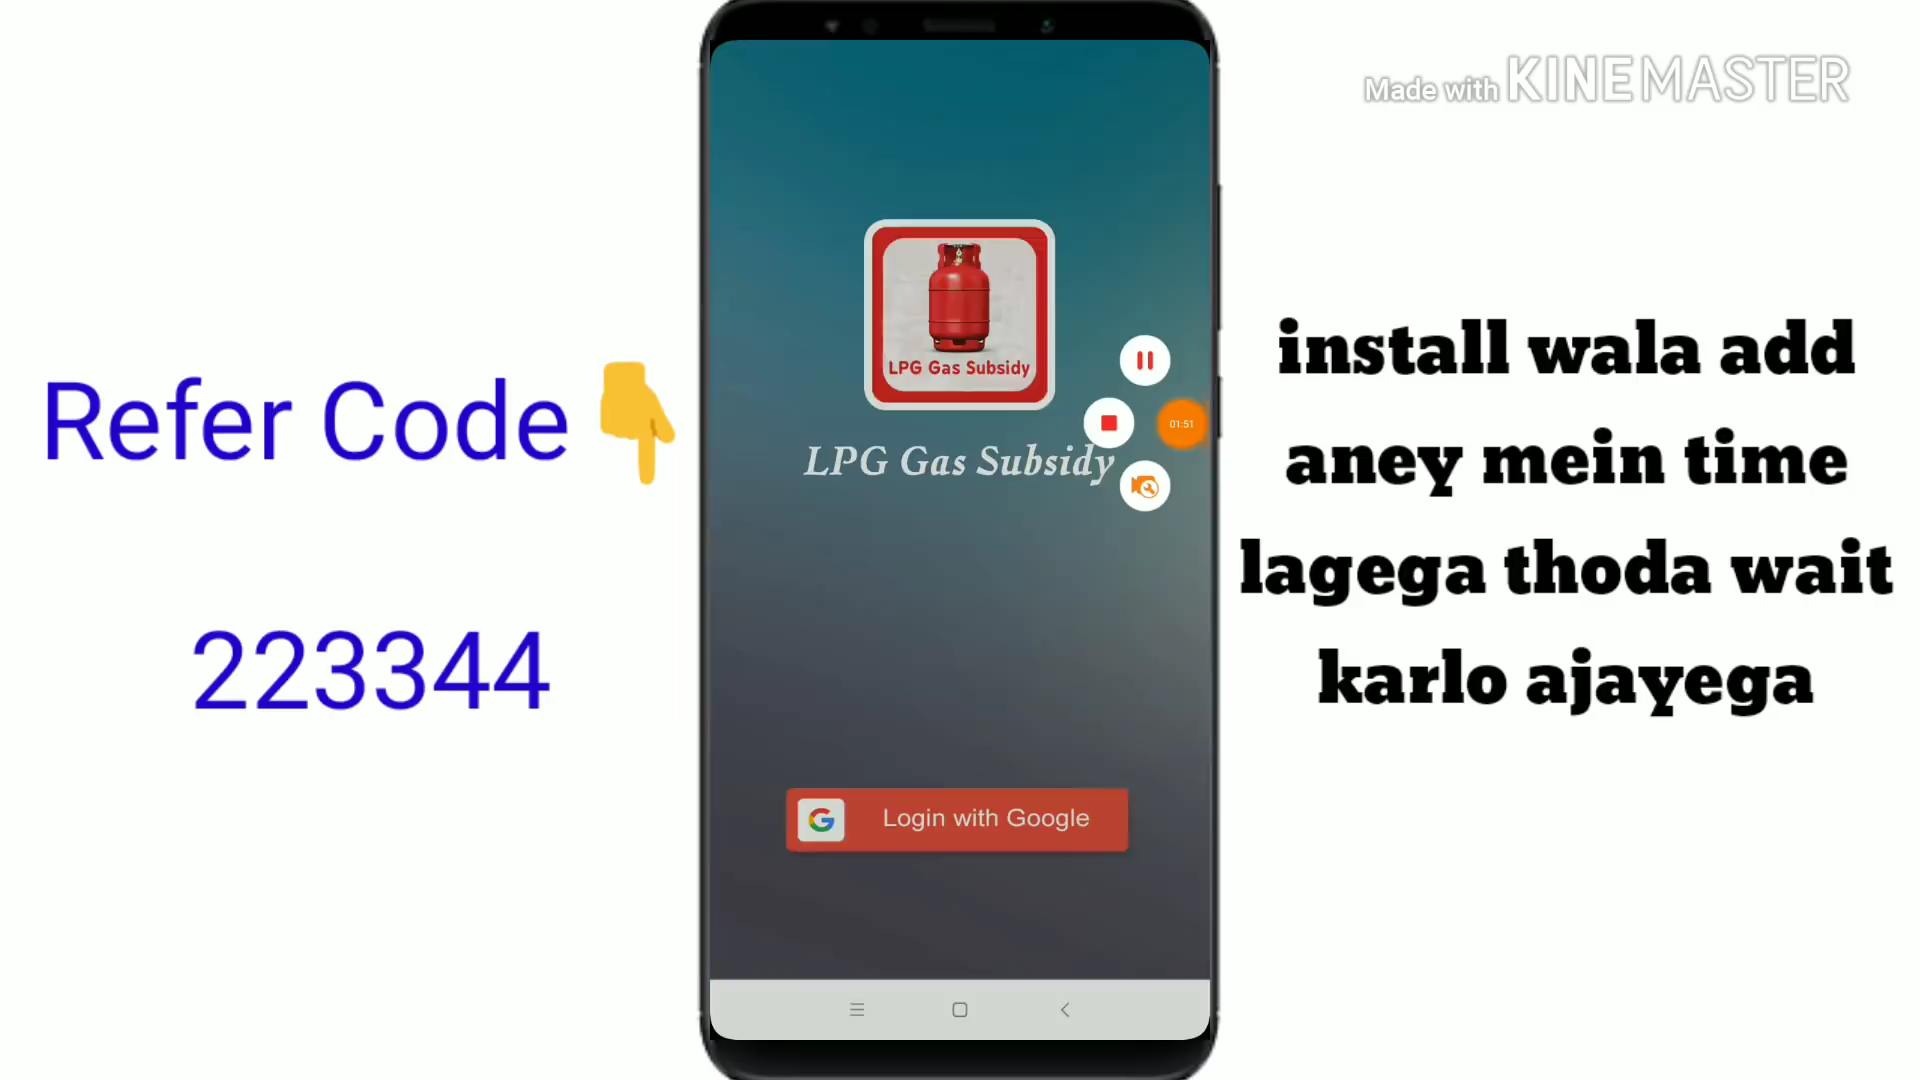 Made with KINEMASTER
Refer Code👇
223344
LPG Gas Subsidy
01:51
LPG Gas Subsidy
Login with Google
install wala add
aney mein time
lagega thoda wait
karlo ajayega